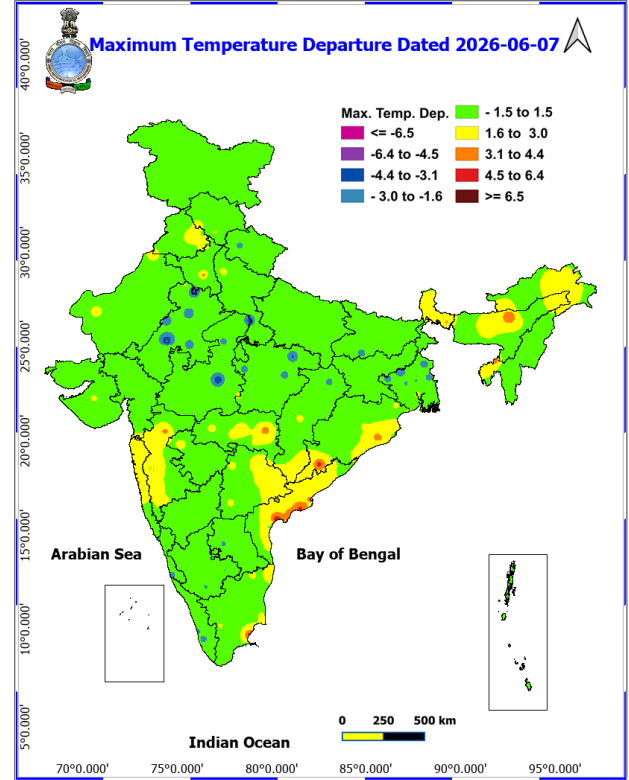 Maximum Temperature Departure Dated 2026-06-07
Max. Temp. Dep.
<= -6.5
-6.4 to -4.5
-4.4 to -3.1
- 3.0 to -1.6
- 1.5 to 1.5
1.6 to 3.0
3.1 to 4.4
4.5 to 6.4
>= 6.5
40°0.000'
35°0.000'
30°0.000'
25°0.000'
20°0.000'
15°0.000'
10°0.000'
5°0.000'
Arabian Sea
Bay of Bengal
Indian Ocean
0 250 500 km
70°0.000' 75°0.000' 80°0.000' 85°0.000' 90°0.000' 95°0.000'